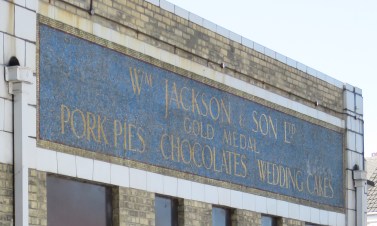 WM JACKSON & SON LTD
GOLD MEDAL
PORK PIES CHOCOLATES WEDDING CAKES